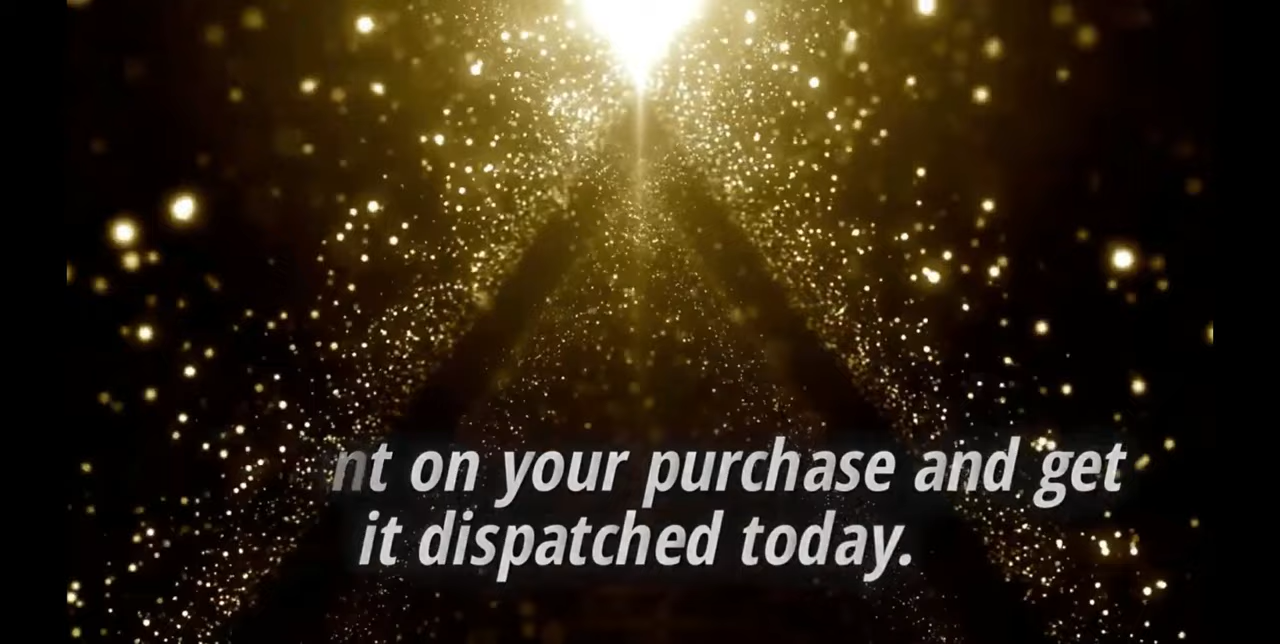 nt on your purchase and get
it dispatched today.